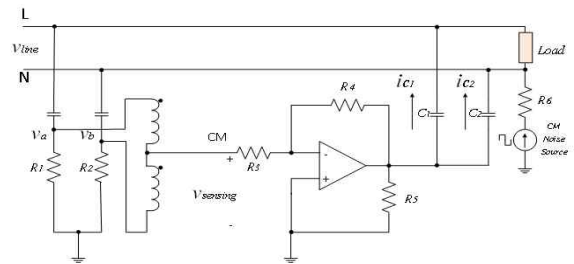 L
Vline
N
Load
ic1
ic2
R4
R6
C1
C2
Va
Vb
CM
CM
Noise
Source
+
-
R1
R2
R3
+
R5
Vsensing
-